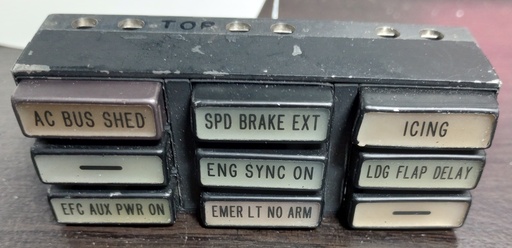 TOP
AC BUS SHED
SPD BRAKE EXT
ICING
—
ENG SYNC ON
LDG FLAP DELAY
EFC AUX PWR ON
EMER LT NO ARM
—